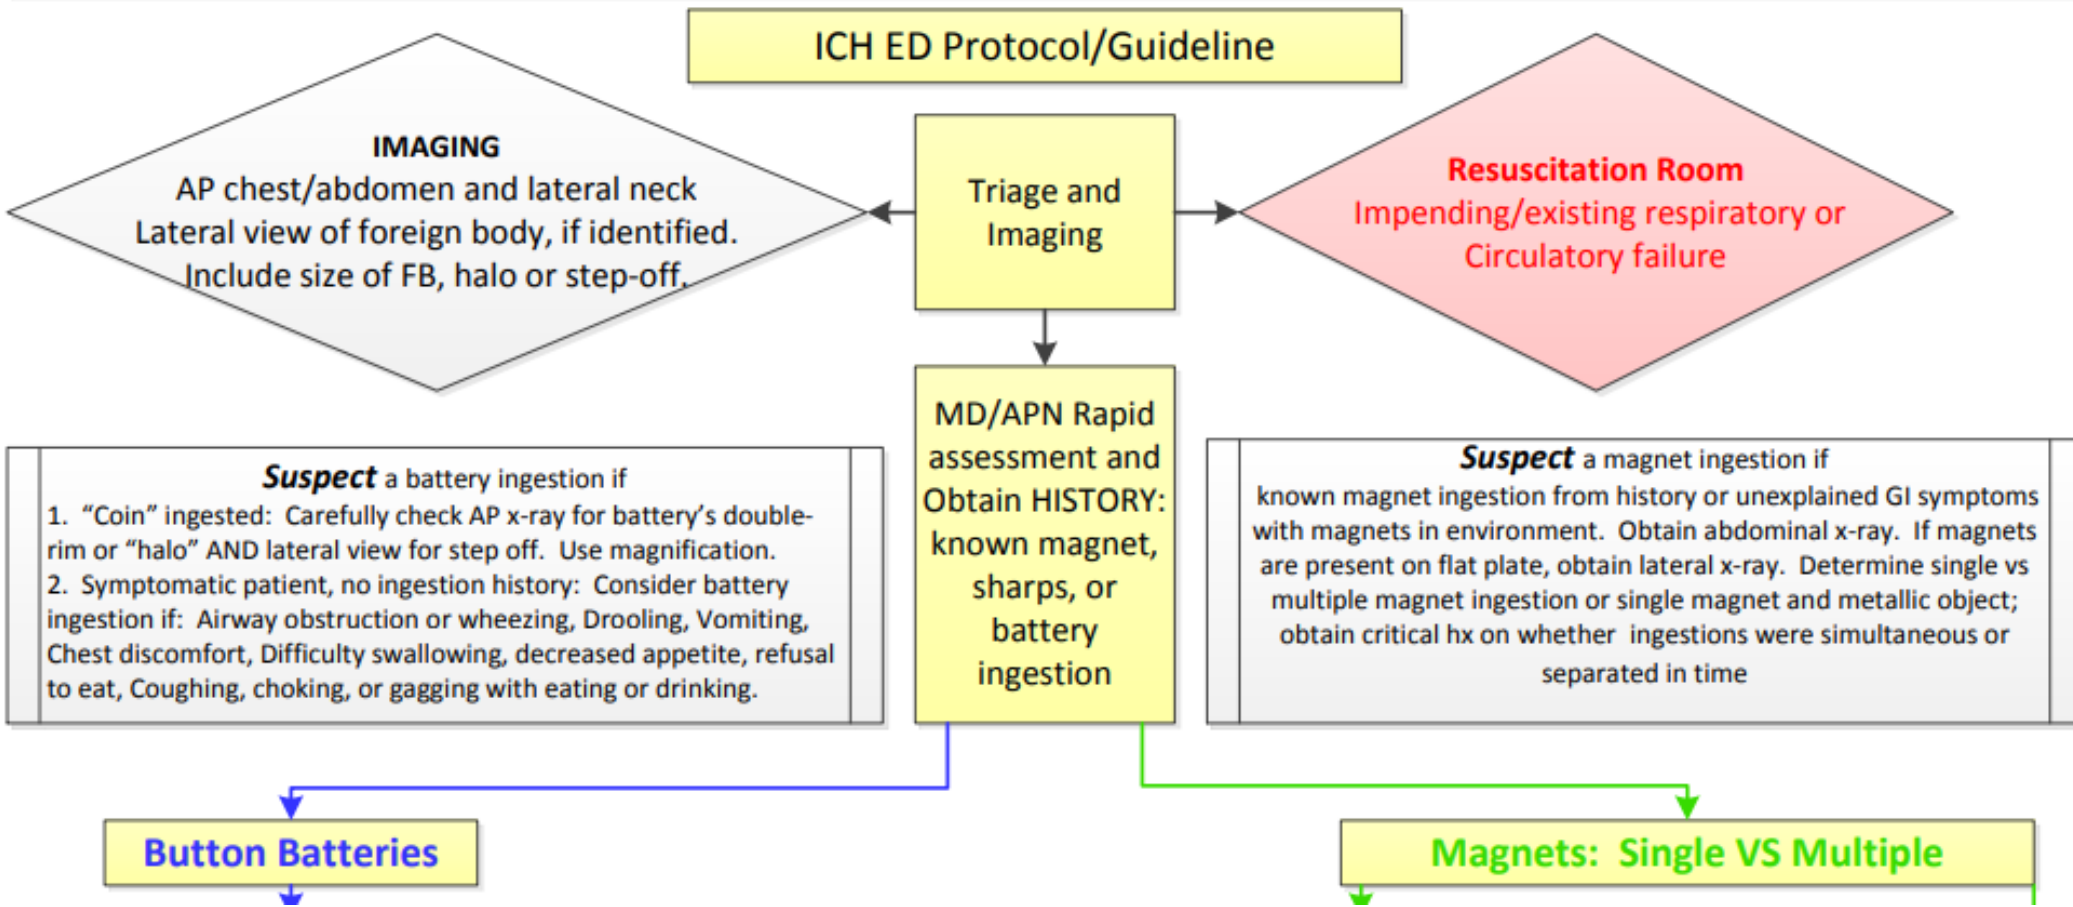 ICH ED Protocol/Guideline
IMAGING
AP chest/abdomen and lateral neck
Lateral view of foreign body, if identified.
Include size of FB, halo or step-off.
Triage and
Imaging
Resuscitation Room
Impending/existing respiratory or
Circulatory failure
MD/APN Rapid
assessment and
Obtain HISTORY:
known magnet,
sharps, or
battery
ingestion
Suspect a battery ingestion if
1. “Coin” ingested: Carefully check AP x-ray for battery’s double-
rim or “halo” AND lateral view for step off. Use magnification.
2. Symptomatic patient, no ingestion history: Consider battery
ingestion if: Airway obstruction or wheezing, Drooling, Vomiting,
Chest discomfort, Difficulty swallowing, decreased appetite, refusal
to eat, Coughing, choking, or gagging with eating or drinking.
Suspect a magnet ingestion if
known magnet ingestion from history or unexplained GI symptoms
with magnets in environment. Obtain abdominal x-ray. If magnets
are present on flat plate, obtain lateral x-ray. Determine single vs
multiple magnet ingestion or single magnet and metallic object;
obtain critical hx on whether ingestions were simultaneous or
separated in time
Button Batteries
Magnets: Single VS Multiple